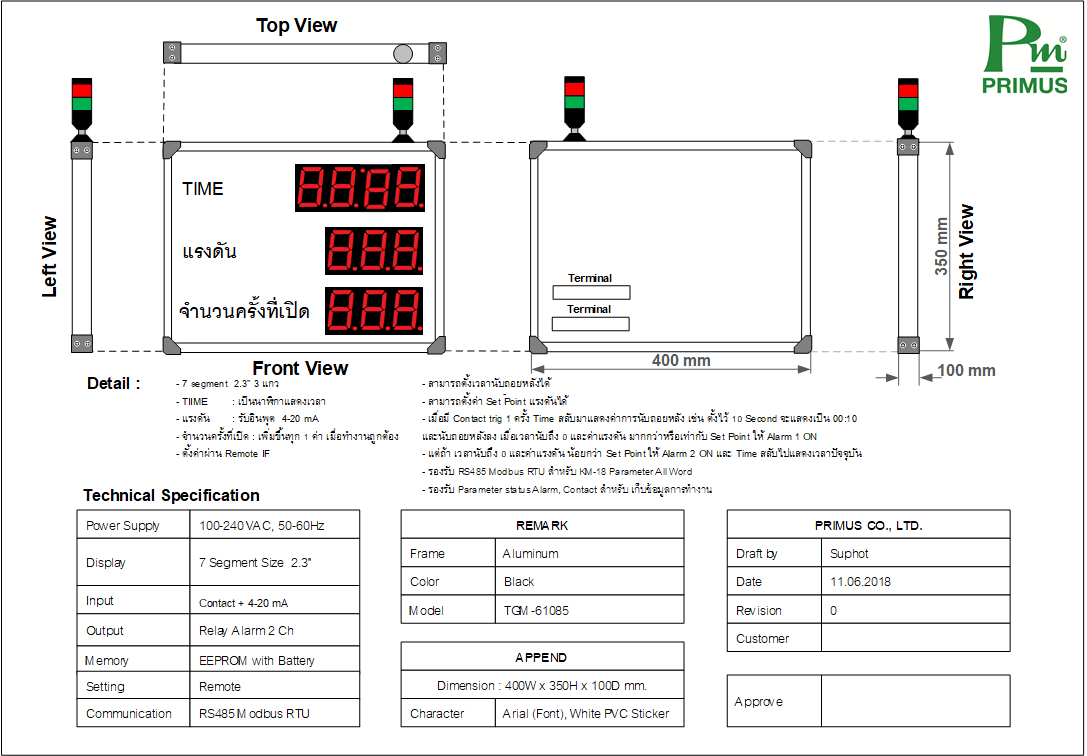 Top View
Pm®
PRIMUS
TIME
แรงดัน
จำนวนครั้งที่เปิด
Left View
Front View
Terminal
Terminal
350 mm
Right View
400 mm
100 mm
Detail :
- 7 segment 2.3" 3 แถว
- TIIME : เป็นนาฬิกาแสดงเวลา
- แรงดัน : รับอินพุต 4-20 mA
- จำนวนครั้งที่เปิด : เพิ่มขึ้นทุก 1 ค่า เมื่อทำงานถูกต้อง
- ตั้งค่าผ่าน Remote IF
- สามารถตั้งเวลานับถอยหลังได้
- สามารถตั้งค่า Set Point แรงดันได้
- เมื่อมี Contact trig 1 ครั้ง Time สลับมาแสดงค่าการนับถอยหลัง เช่น ตั้งไว้ 10 Second จะแสดงเป็น 00:10
และนับถอยหลังลง เมื่อเวลานับถึง 0 และค่าแรงดัน มากกว่าหรือเท่ากับ Set Point ให้ Alarm 1 ON
- แต่ถ้า เวลานับถึง 0 และค่าแรงดัน น้อยกว่า Set Point ให้ Alarm 2 ON และ Time สลับไปแสดงเวลาปัจจุบัน
- รองรับ RS485 Modbus RTU สำหรับ KM-18 Parameter All Word
- รองรับ Parameter status Alarm, Contact สำหรับ เก็บข้อมูลการทำงาน
Technical Specification
Power Supply 100-240 VAC, 50-60Hz
Display 7 Segment Size 2.3"
Input Contact + 4-20 mA
Output Relay Alarm 2 Ch
Memory EEPROM with Battery
Setting Remote
Communication RS485 Modbus RTU
REMARK
Frame Aluminum
Color Black
Model TGM-61085
APPEND
Dimension : 400W x 350H x 100D mm.
Character Arial (Font), White PVC Sticker
PRIMUS CO., LTD.
Draft by Suphot
Date 11.06.2018
Revision 0
Customer
Approve